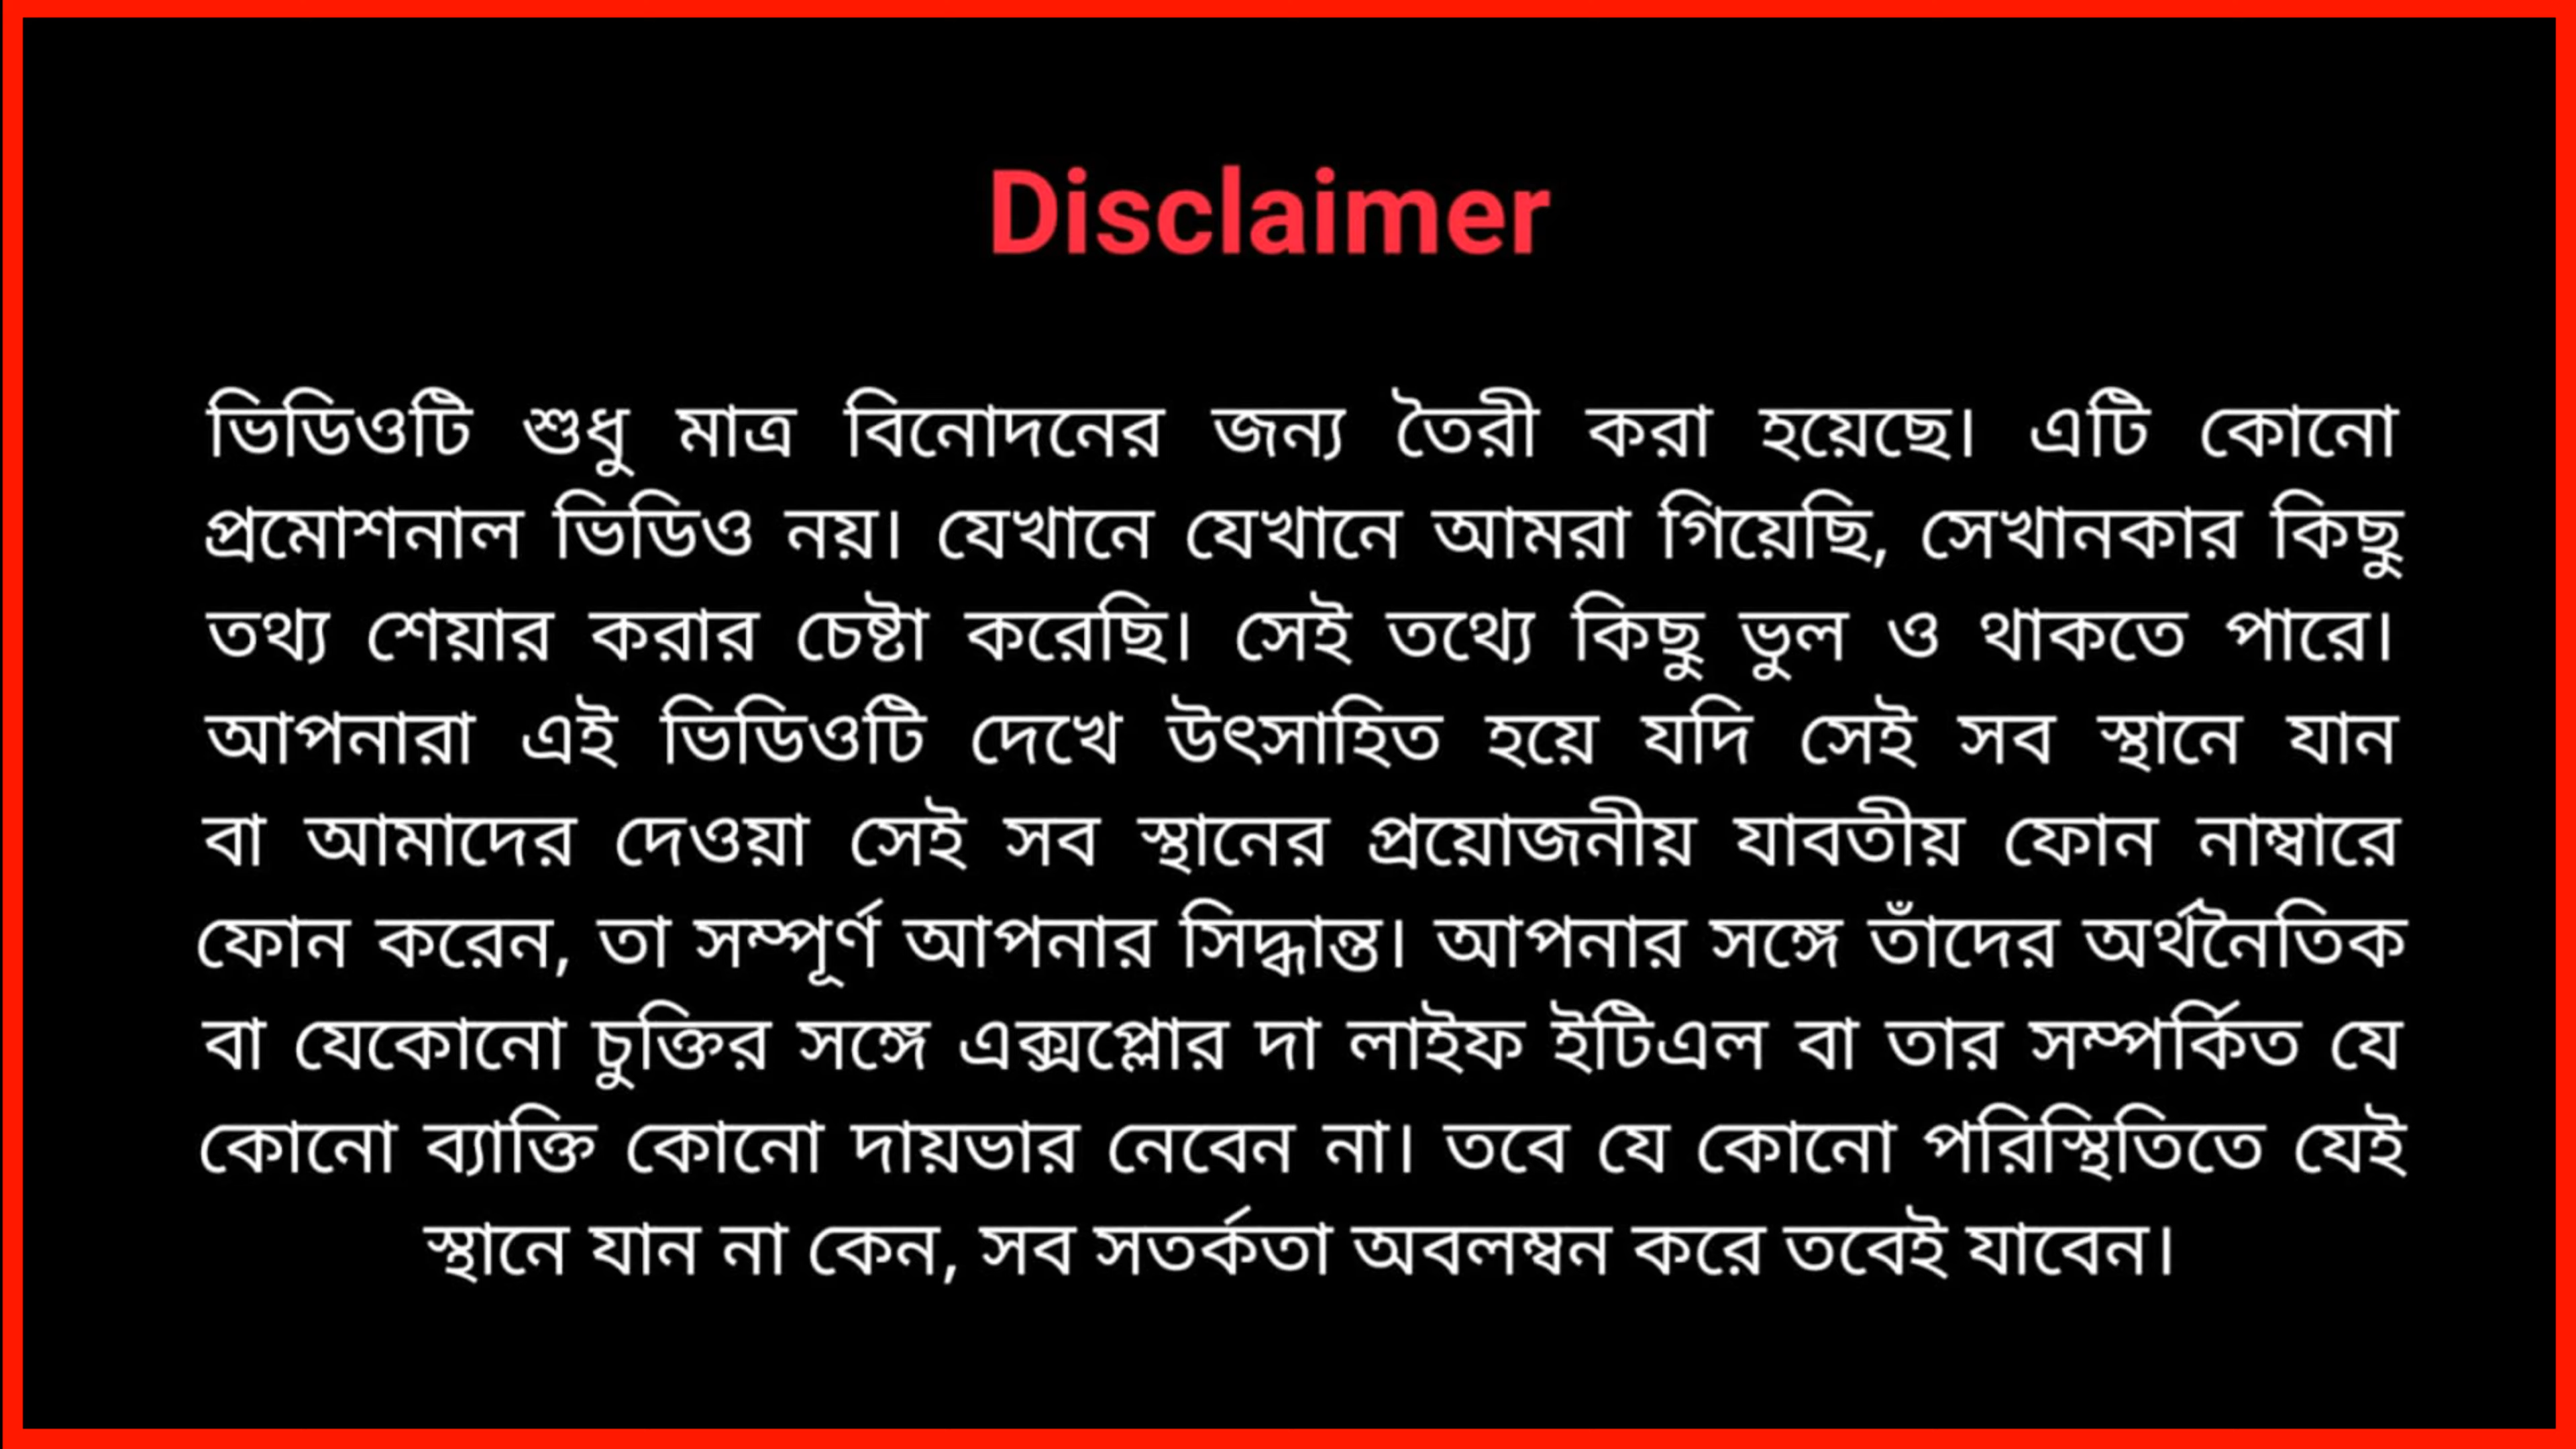 Disclaimer
ভিডিওটি শুধু মাত্র বিনোদনের জন্য তৈরী করা হয়েছে। এটি কোনো
প্রমোশনাল ভিডিও নয়। যেখানে যেখানে আমরা গিয়েছি, সেখানকার কিছু
তথ্য শেয়ার করার চেষ্টা করেছি। সেই তথ্যে কিছু ভুল ও থাকতে পারে।
আপনারা এই ভিডিওটি দেখে উৎসাহিত হয়ে যদি সেই সব স্থানে যান
বা আমাদের দেওয়া সেই সব স্থানের প্রয়োজনীয় যাবতীয় ফোন নাম্বারে
ফোন করেন, তা সম্পূর্ণ আপনার সিদ্ধান্ত। আপনার সঙ্গে তাঁদের অর্থনৈতিক
বা যেকোনো চুক্তির সঙ্গে এক্সপ্লোর দা লাইফ ইটিএল বা তার সম্পর্কিত যে
কোনো ব্যাক্তি কোনো দায়ভার নেবেন না। তবে যে কোনো পরিস্থিতিতে যেই
স্থানে যান না কেন, সব সতর্কতা অবলম্বন করে তবেই যাবেন।